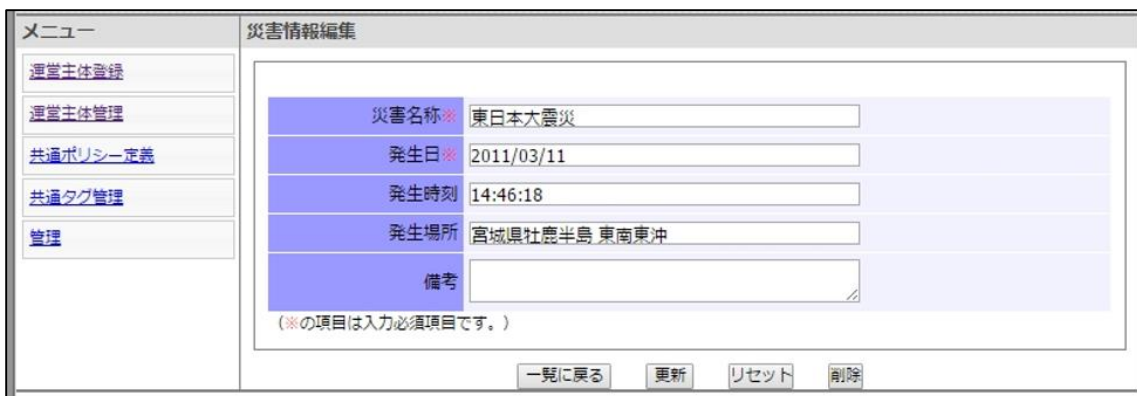 メニュー
災害情報編集
運営主体登録
運営主体管理
共通ポリシー定義
共通タグ管理
管理
災害名称※ 東日本大震災
発生日※ 2011/03/11
発生時刻 14:46:18
発生場所 宮城県牡鹿半島 東南東沖
備考
（※の項目は入力必須項目です。）
一覧に戻る 更新 リセット 削除